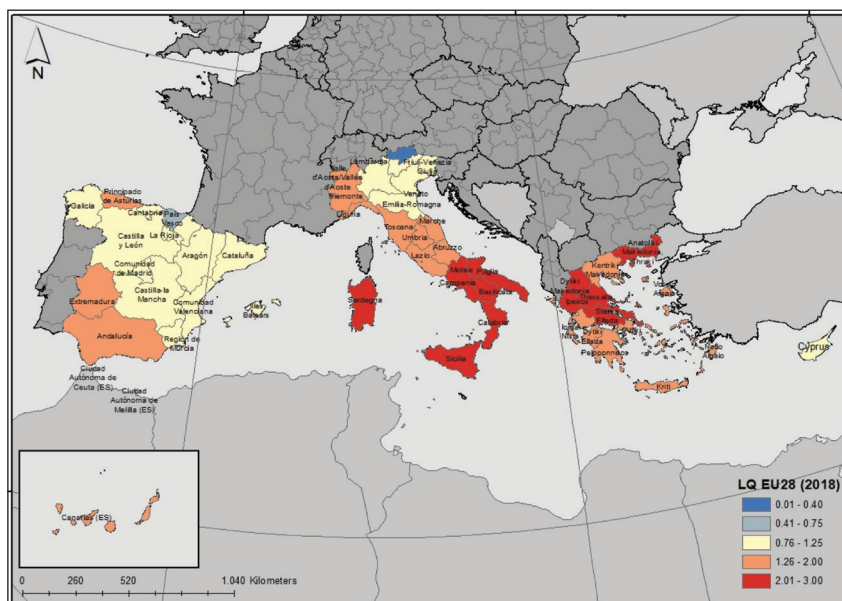 N
Galicia
Principado
de Asturias
Cantabria
País
Vasco
La Rioja
Castilla
y León
Aragón
Cataluña
Comunidad
de Madrid
Castilla-la
Mancha
Extremadura
Comunidad
Valenciana
Illes
Balears
Andalucía
Región de
Murcia
Ciudad
Autónoma de
Ceuta (ES)
Ciudad
Autónoma de
Melilla (ES)
Valle
d'Aosta/Vallée
d'Aoste
Piemonte
Lombardia
Friuli-Venezia
Giulia
Veneto
Emilia-Romagna
Liguria
Toscana
Marche
Umbria
Lazio
Abruzzo
Molise
Puglia
Campania
Basilicata
Calabria
Sardegna
Sicilia
Anatoliki
Makedonia
Thraki
Kentriki
Makedonia
Dytiki
Makedonia
Ipeiros
Thessalia
Sterea
Ellada
Ionia
Nisia
Dytiki
Ellada
Peloponnisos
Notio
Aigaio
Kriti
Cyprus
Canarias (ES)
0 260 520 1.040 Kilometers
LQ EU28 (2018)
0.01 - 0.40
0.41 - 0.75
0.76 - 1.25
1.26 - 2.00
2.01 - 3.00